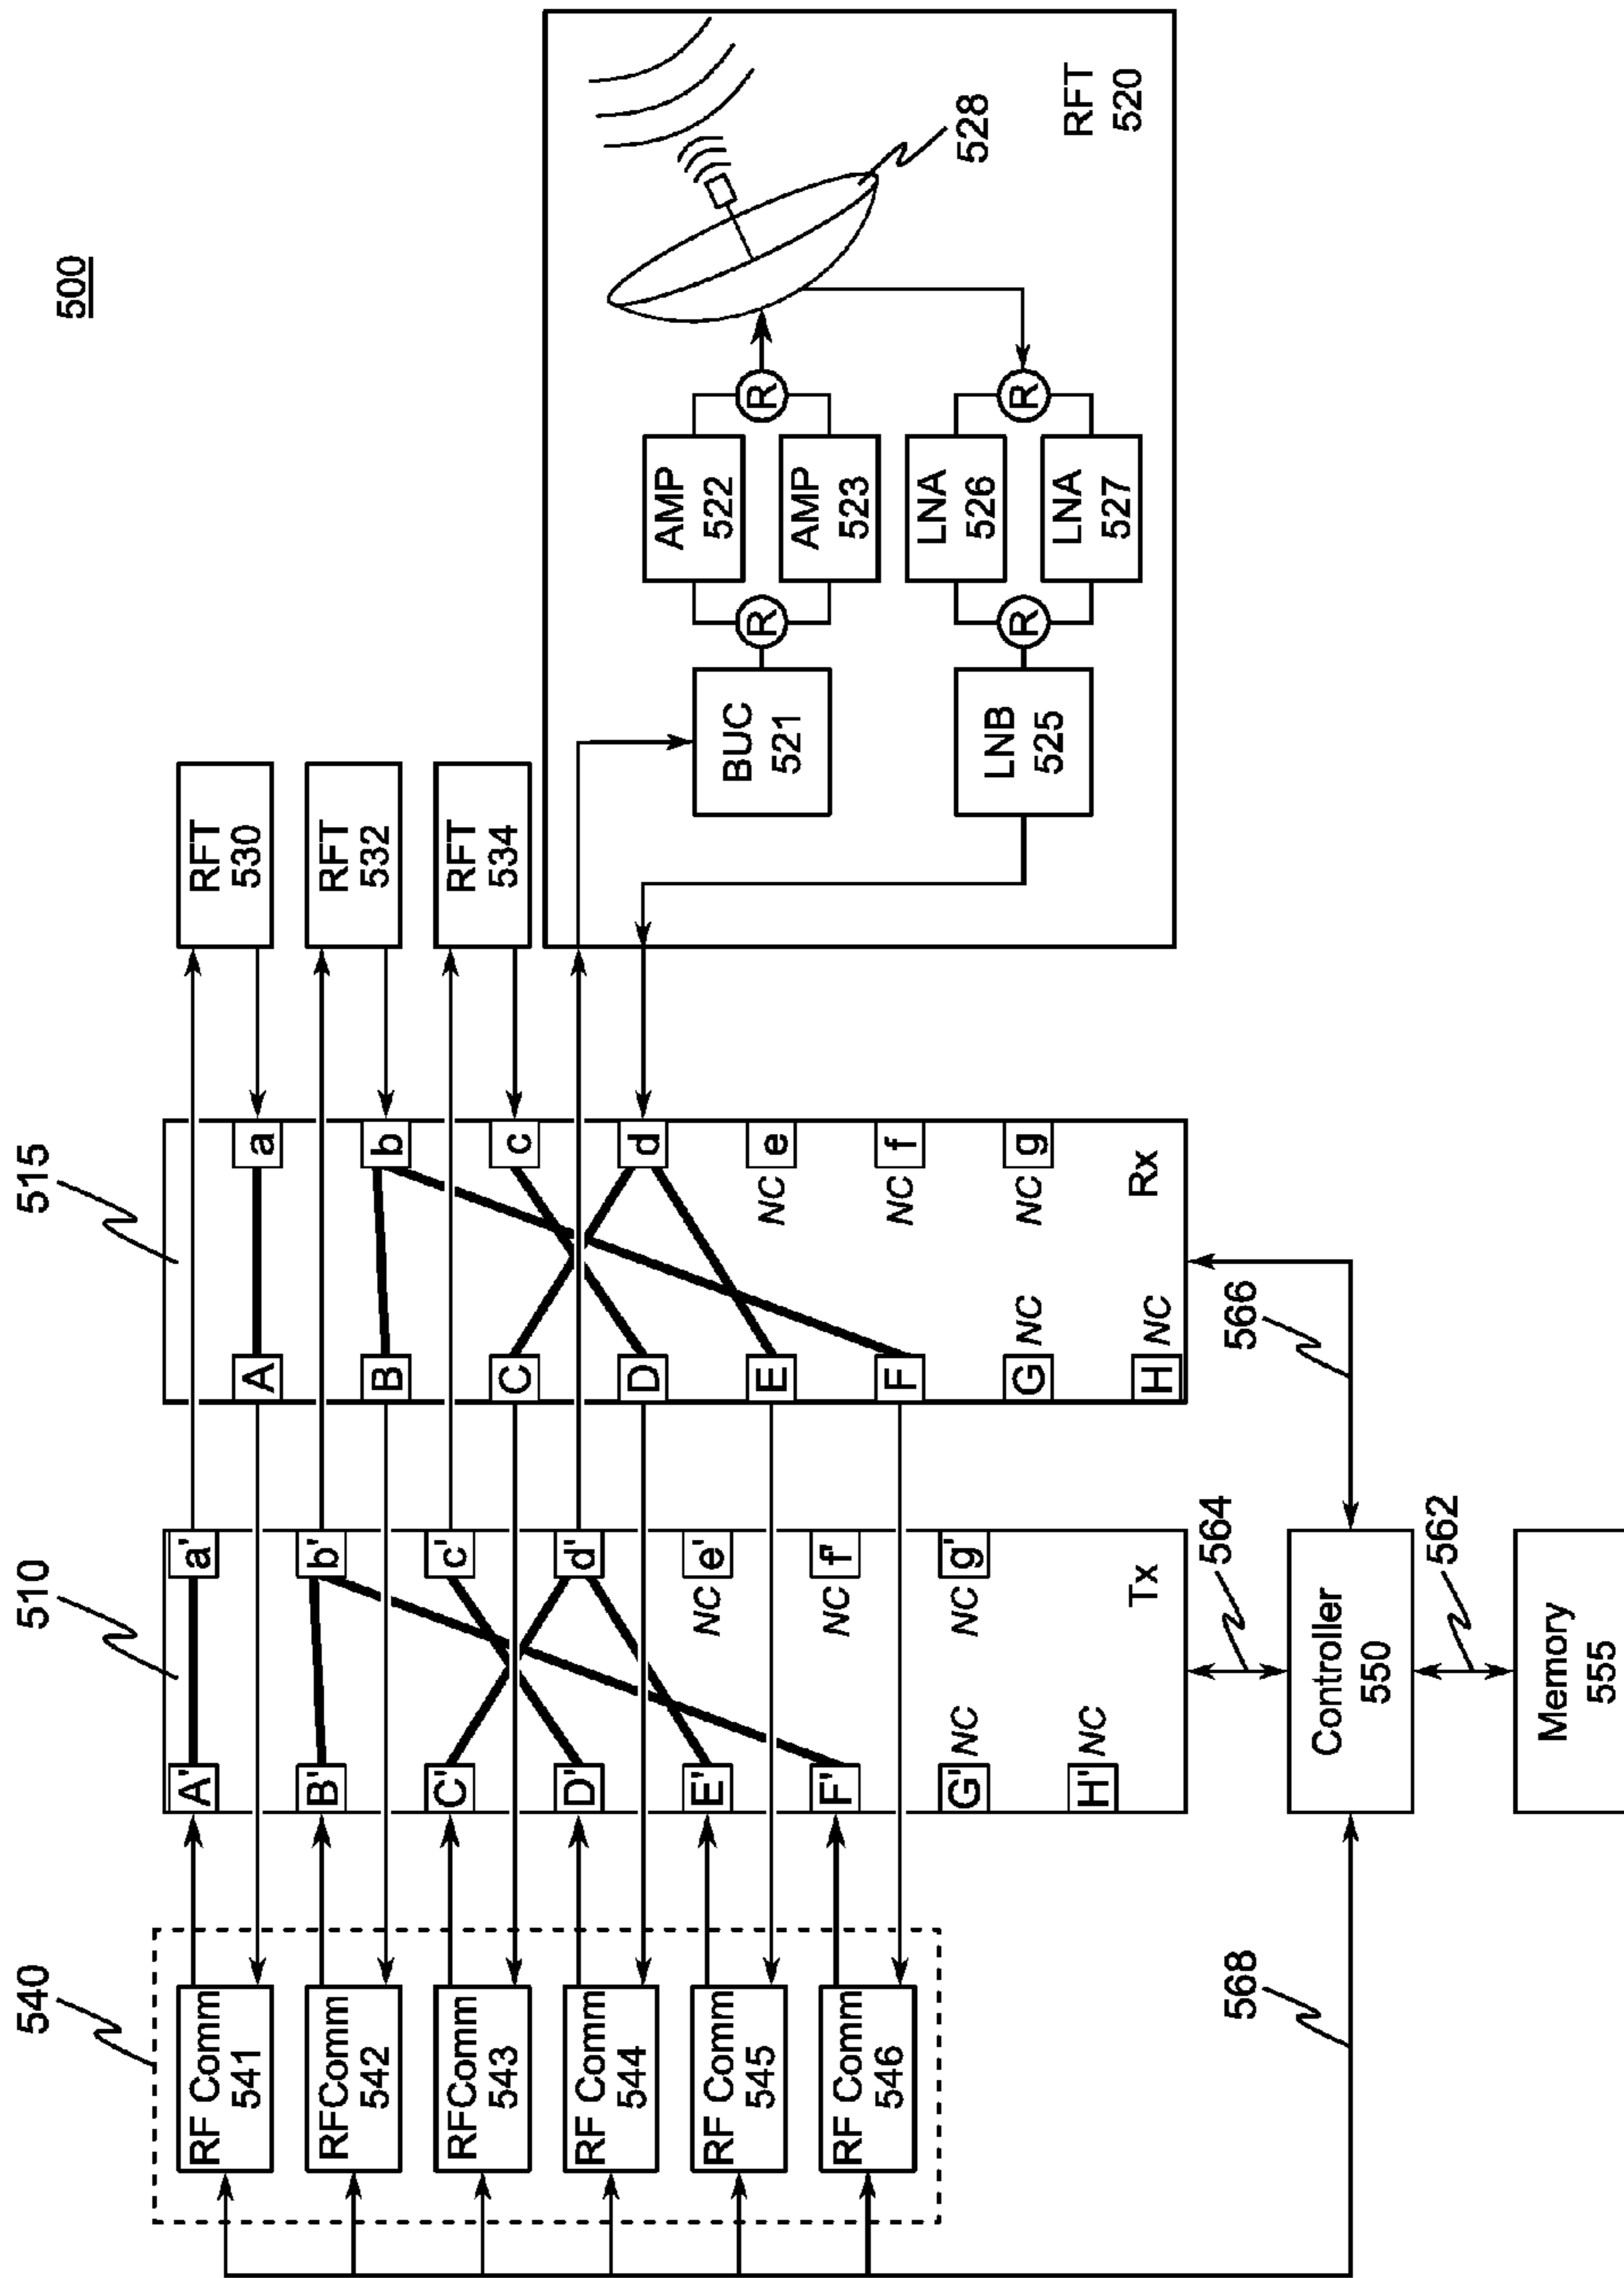 500
540
510
515
RF Comm
541
RFComm
542
RFComm
543
RF Comm
544
RF Comm
545
RF Comm
546
A'
B'
C'
D'
E'
F'
G'
NC
H'
NC
a'
b'
c'
d'
e'
NC
f'
NC
g'
NC
Tx
A
B
C
D
E
F
G
NC
H
NC
a
b
c
d
e
NC
f
NC
g
NC
Rx
RFT
530
RFT
532
RFT
534
BUC
521
R
AMP
522
AMP
523
R
LNB
525
R
LNA
526
LNA
527
R
528
RFT
520
568
564
566
Controller
550
562
Memory
555